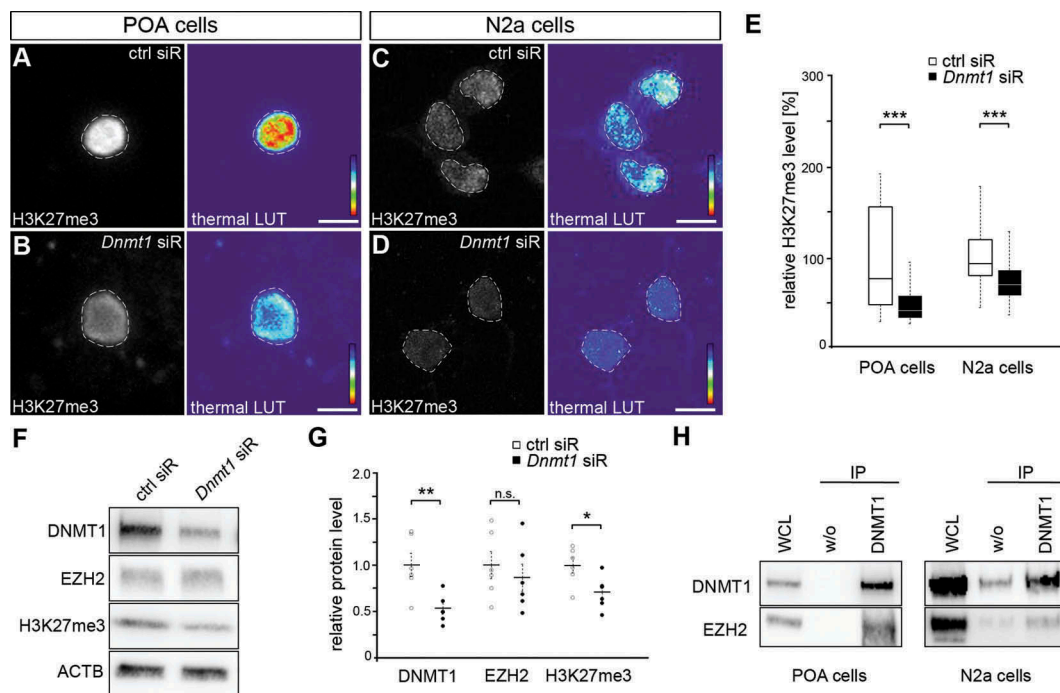 POA cells
N2a cells
A
ctrl siR
H3K27me3
thermal LUT
C
ctrl siR
H3K27me3
thermal LUT
B
Dnmt1 siR
H3K27me3
thermal LUT
D
Dnmt1 siR
H3K27me3
thermal LUT
E
ctrl siR
Dnmt1 siR
relative H3K27me3 level [%]
300
200
150
100
50
0
***
***
POA cells
N2a cells
F
ctrl siR
Dnmt1 siR
DNMT1
EZH2
H3K27me3
ACTB
G
ctrl siR
Dnmt1 siR
relative protein level
2.0
1.5
1.0
0.5
0
**
n.s.
*
DNMT1
EZH2
H3K27me3
H
IP
IP
WCL
w/o
DNMT1
WCL
w/o
DNMT1
DNMT1
EZH2
POA cells
N2a cells